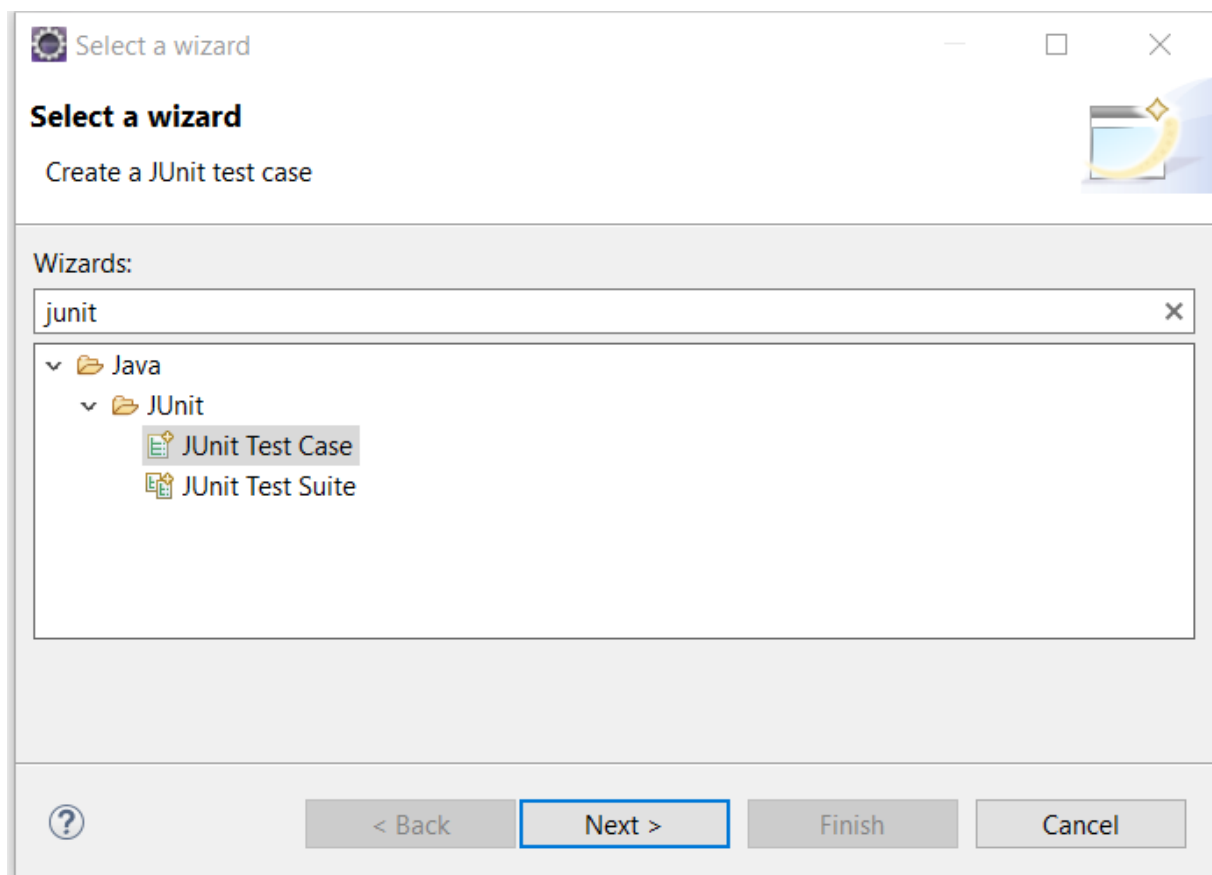 Select a wizard
Select a wizard
Create a JUnit test case
Wizards:
junit
Java
JUnit
JUnit Test Case
JUnit Test Suite
? < Back Next > Finish Cancel